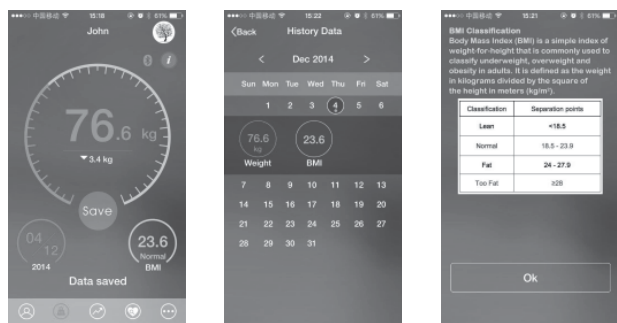 中国移动 15:18 61%
John
76.6 kg
▼3.4 kg
Save
04
12
2014
23.6
Normal
BMI
Data saved
中国移动 15:22 61%
<Back History Data
< Dec 2014 >
Sun Mon Tue Wed Thu Fri Sat
1 2 3 4 5 6
76.6
kg
Weight
23.6
BMI
7 8 9 10 11 12 13
14 15 16 17 18 19 20
21 22 23 24 25 26 27
28 29 30 31
中国移动 15:21 61%
BMI Classification
Body Mass Index (BMI) is a simple index of
weight-for-height that is commonly used to
classify underweight, overweight and
obesity in adults. It is defined as the weight
in kilograms divided by the square of
the height in meters (kg/m²).
Classification Separation points
Lean <18.5
Normal 18.5 - 23.9
Fat 24 - 27.9
Too Fat ≥28
Ok